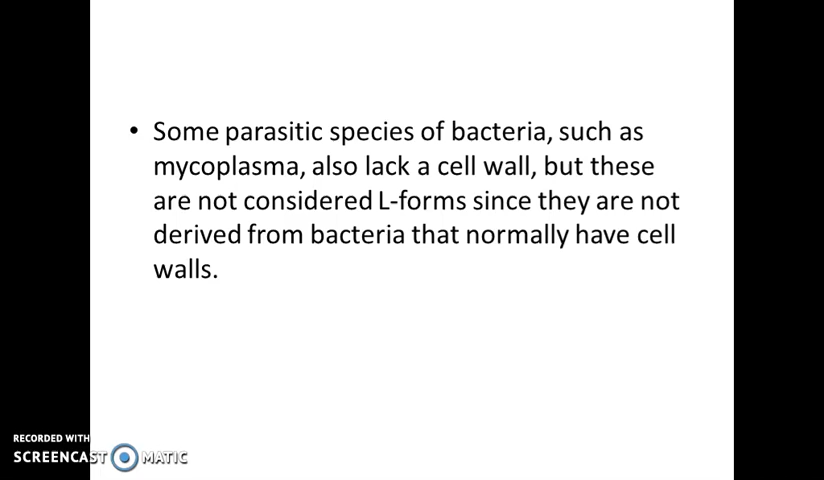 • Some parasitic species of bacteria, such as
mycoplasma, also lack a cell wall, but these
are not considered L-forms since they are not
derived from bacteria that normally have cell
walls.
RECORDED WITH
SCREENCAST MATIC